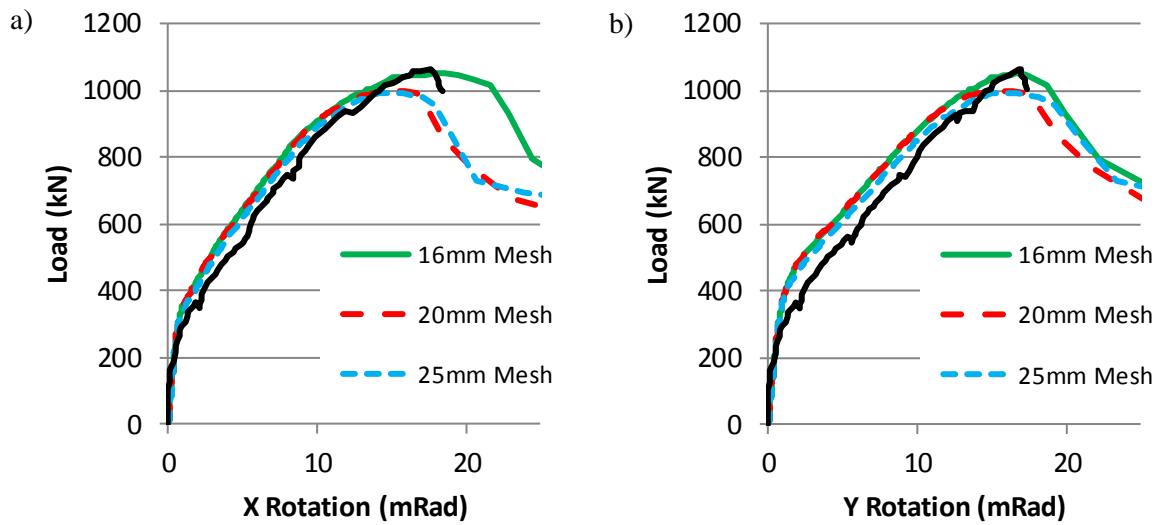 a)
1200
1000
800
600
400
200
0
Load (kN)
16mm Mesh
20mm Mesh
25mm Mesh
0
10
20
X Rotation (mRad)
b)
1200
1000
800
600
400
200
0
Load (kN)
16mm Mesh
20mm Mesh
25mm Mesh
0
10
20
Y Rotation (mRad)